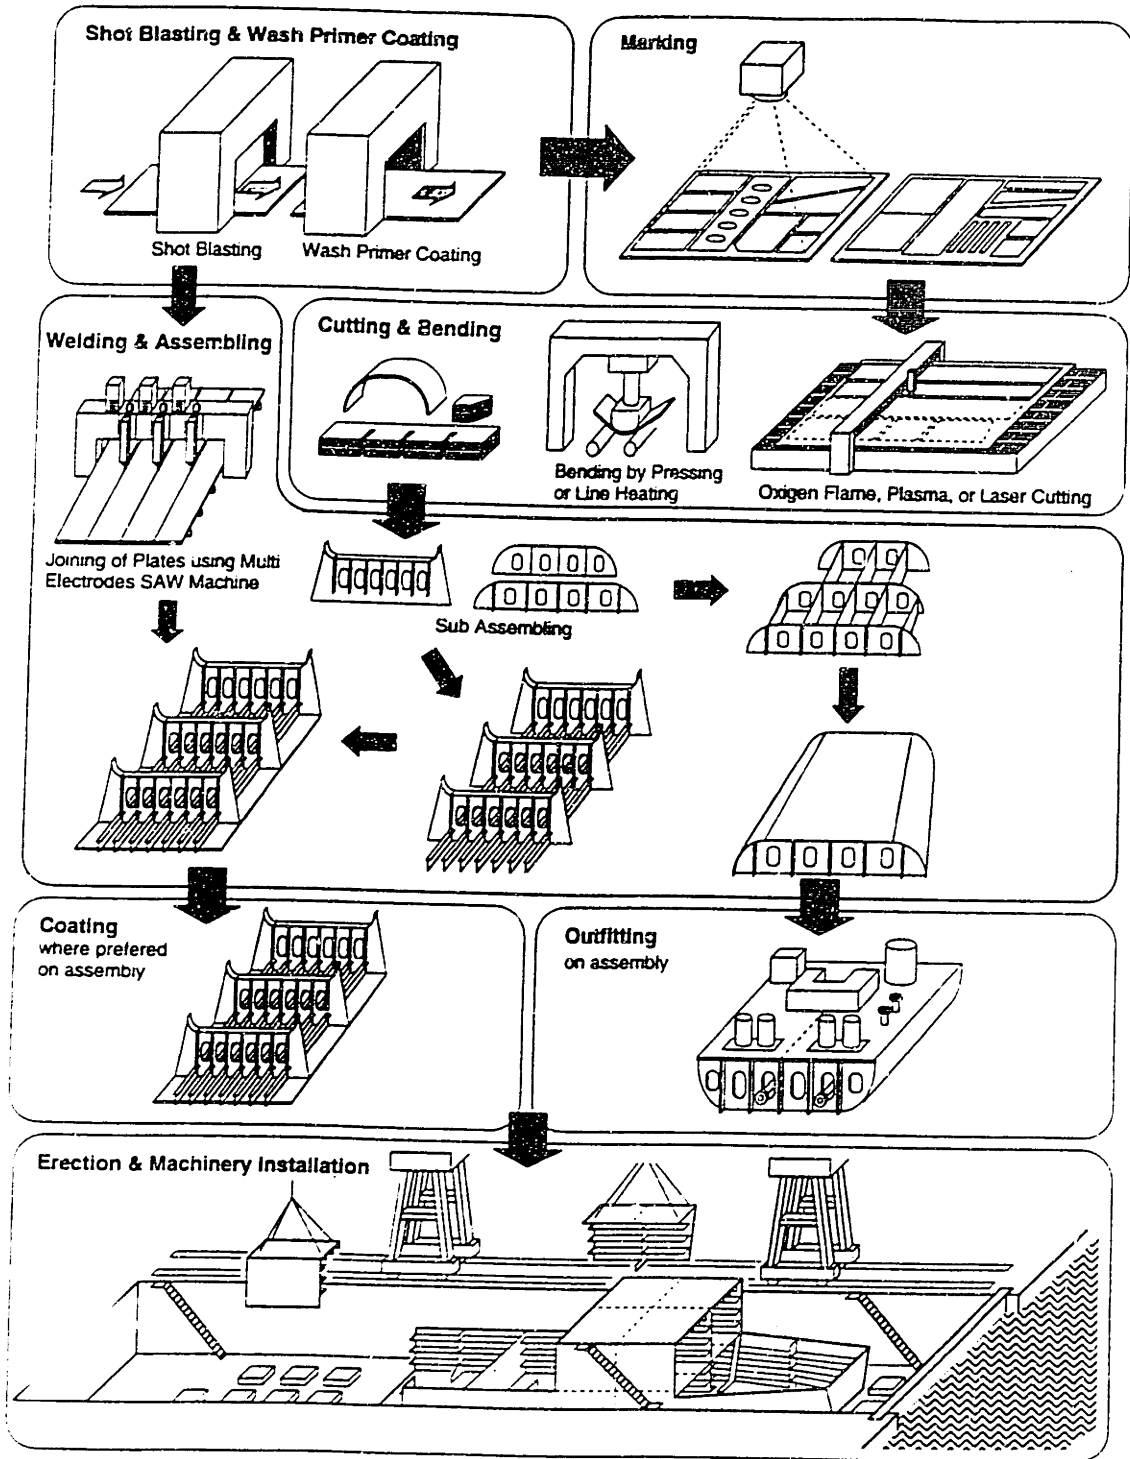 Shot Blasting & Wash Primer Coating
Shot Blasting
Wash Primer Coating
Marking
Welding & Assembling
Joining of Plates using Multi
Electrodes SAW Machine
Cutting & Bending
Bending by Pressing
or Line Heating
Oxigen Flame, Plasma, or Laser Cutting
Sub Assembling
Coating
where prefered
on assembly
Outfitting
on assembly
Erection & Machinery Installation